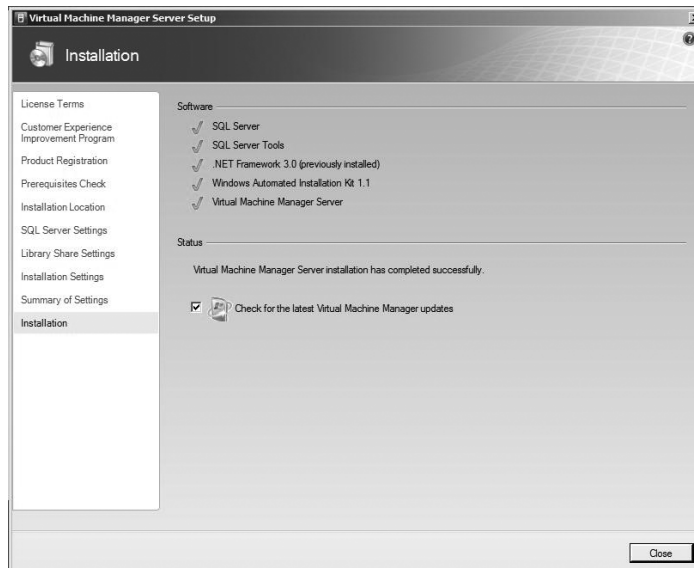 Virtual Machine Manager Server Setup
Installation
License Terms
Customer Experience
Improvement Program
Product Registration
Prerequisites Check
Installation Location
SQL Server Settings
Library Share Settings
Installation Settings
Summary of Settings
Installation
Software
SQL Server
SQL Server Tools
.NET Framework 3.0 (previously installed)
Windows Automated Installation Kit 1.1
Virtual Machine Manager Server
Status
Virtual Machine Manager Server installation has completed successfully.
Check for the latest Virtual Machine Manager updates
Close